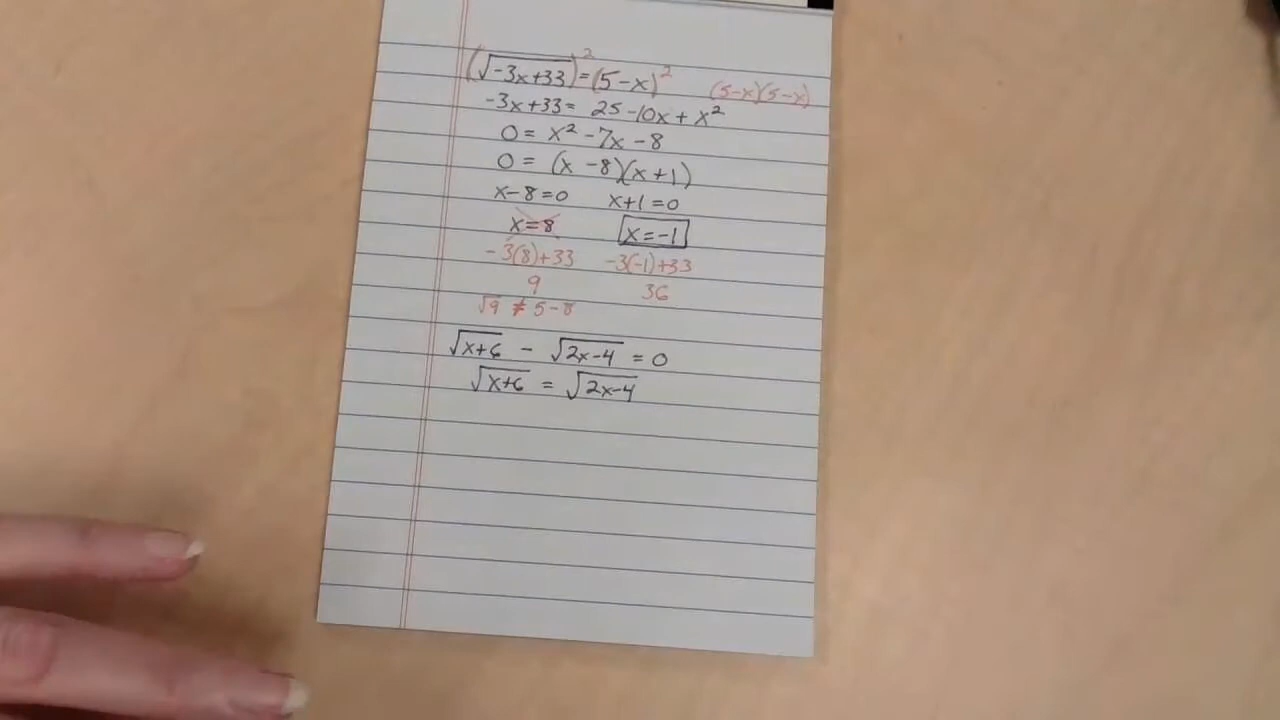 (√(-3x+33))² = (5-x)² (5-x)(5-x)
-3x+33 = 25-10x+x²
0 = x² -7x -8
0 = (x -8)(x+1)
x-8=0 x+1=0
x=8 x=-1
-3(8)+33 -3(-1)+33
9 36
√9 ≠ 5-8
√(x+6) - √(2x-4) = 0
√(x+6) = √(2x-4)